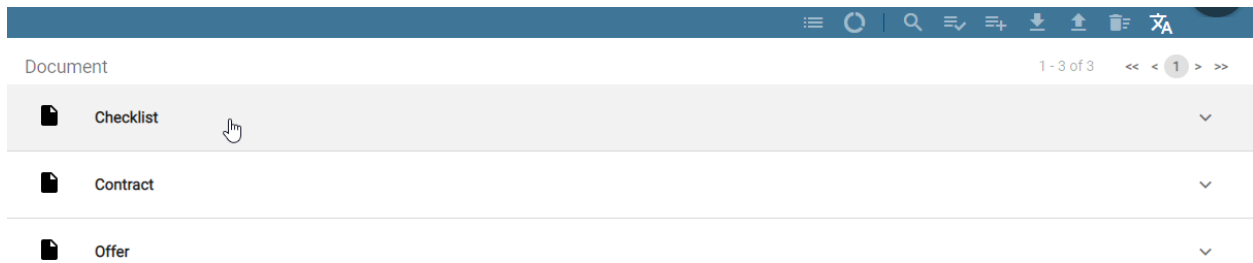 Document 1 - 3 of 3 << < 1 > >>
Checklist
Contract
Offer